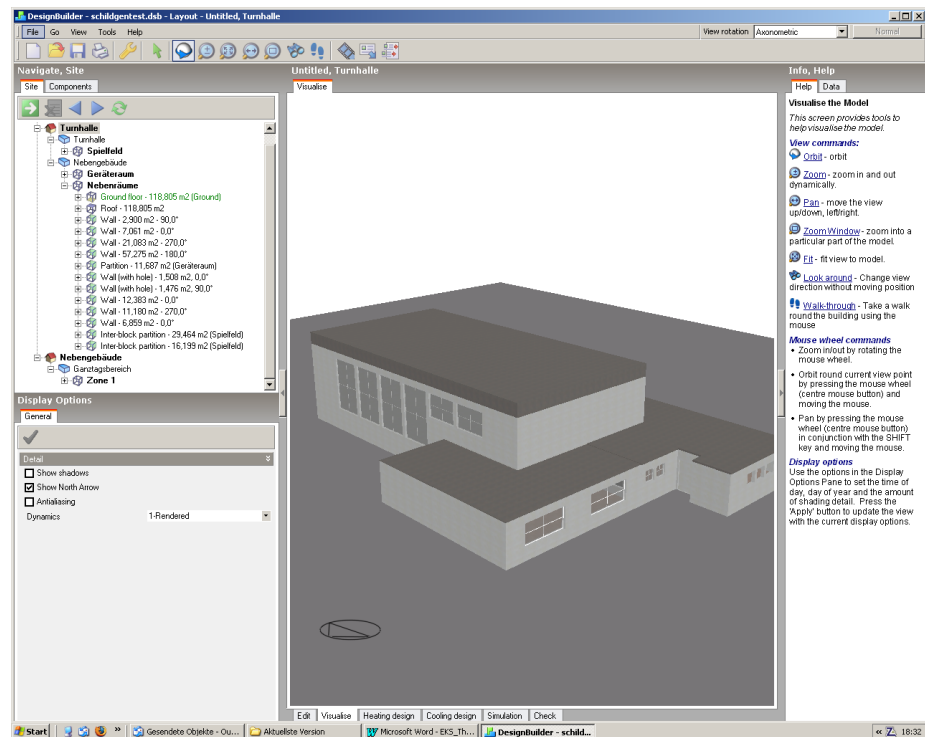 DesignBuilder - schildgentest.dsb - Layout - Untitled, Turnhalle
File Go View Tools Help
View rotation Axonometric Normal
Navigate, Site
Site Components
Turnhalle
Turnhalle
Spielfeld
Nebengebäude
Geräteraum
Nebenräume
Ground floor - 118,805 m2 (Ground)
Roof - 118,805 m2
Wall - 2,900 m2 - 90,0°
Wall - 7,061 m2 - 0,0°
Wall - 21,083 m2 - 270,0°
Wall - 57,275 m2 - 180,0°
Partition - 11,687 m2 (Geräteraum)
Wall (with hole) - 1,508 m2, 0,0°
Wall (with hole) - 1,476 m2, 90,0°
Wall - 12,383 m2 - 0,0°
Wall - 11,180 m2 - 270,0°
Wall - 6,859 m2 - 0,0°
Inter-block partition - 29,464 m2 (Spielfeld)
Inter-block partition - 16,199 m2 (Spielfeld)
Nebengebäude
Ganztagsbereich
Zone 1
Display Options
General
Detail
Show shadows
Show North Arrow
Antialiasing
Dynamics 1-Rendered
Untitled, Turnhalle
Visualise
Edit Visualise Heating design Cooling design Simulation Check
Info, Help
Help Data
Visualise the Model
This screen provides tools to
help visualise the model.
View commands:
Orbit - orbit
Zoom - zoom in and out
dynamically.
Pan - move the view
up/down, left/right.
Zoom Window - zoom into a
particular part of the model.
Fit - fit view to model.
Look around - Change view
direction without moving position
Walk-through - Take a walk
round the building using the
mouse
Mouse wheel commands
• Zoom in/out by rotating the
mouse wheel.
• Orbit round current view point
by pressing the mouse wheel
(centre mouse button) and
moving the mouse.
• Pan by pressing the mouse
wheel (centre mouse button)
in conjunction with the SHIFT
key and moving the mouse.
Display options
Use the options in the Display
Options Pane to set the time of
day, day of year and the amount
of shading detail. Press the
'Apply' button to update the view
with the current display options.
Start » Gesendete Objekte - Ou... Aktuellste Version Microsoft Word - EKS_Th... DesignBuilder - schild... « 18:32